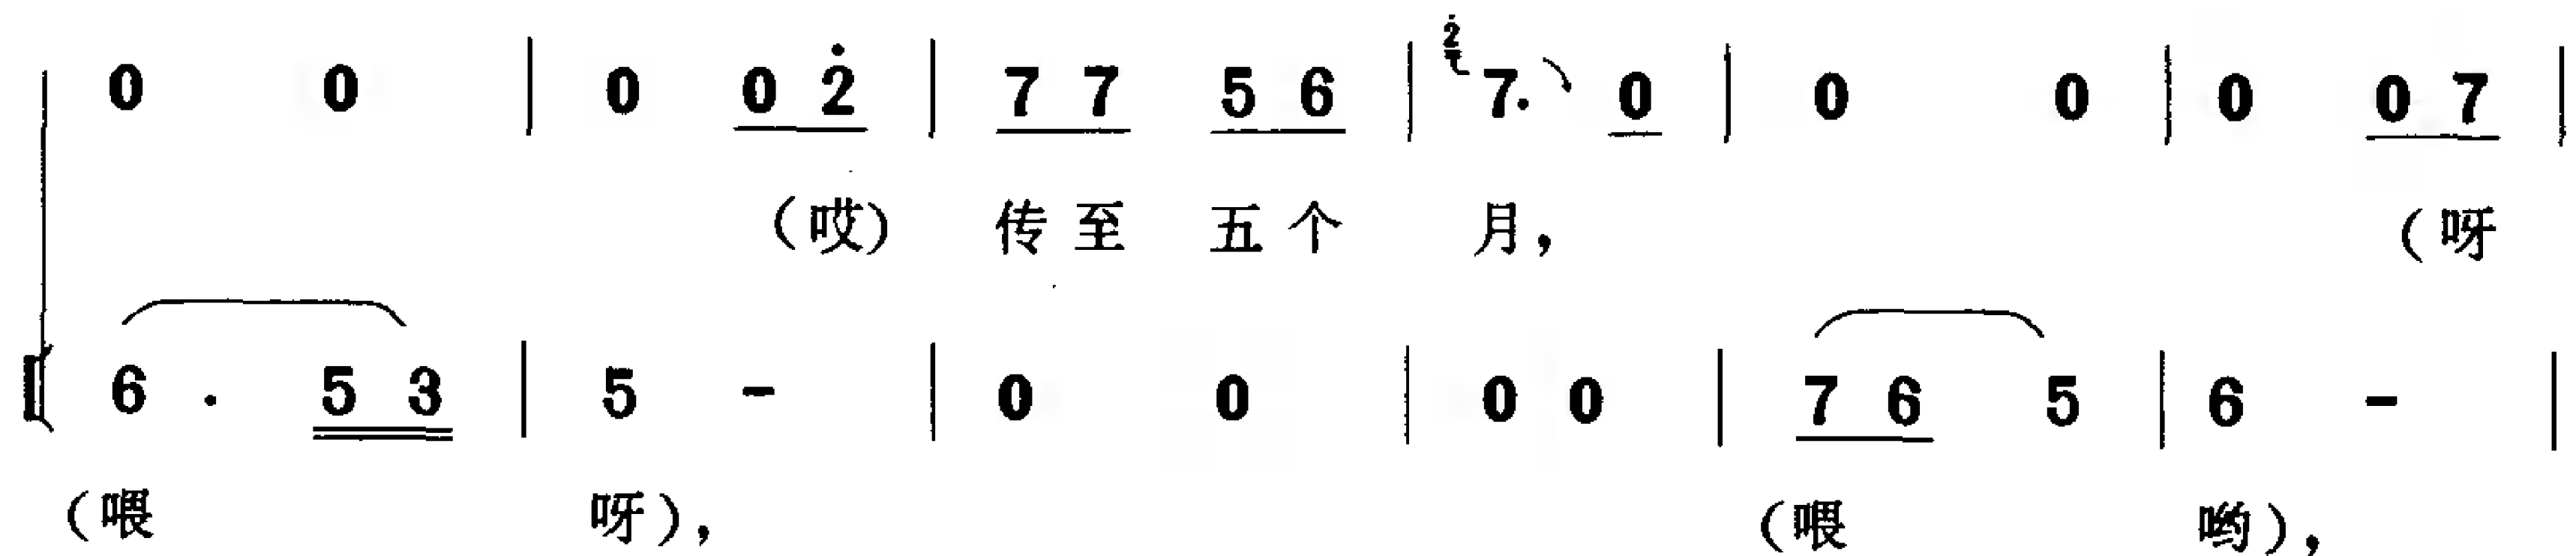 0 0 | 0 0 2̇ | 7 7 5 6 | 2̇ 7. 0 | 0 0 | 0 0 7 |
（哎） 传至 五个 月， （呀
6 . 5 3 | 5 - | 0 0 | 0 0 | 7 6 5 | 6 - |
（喂 呀）， （喂 哟），